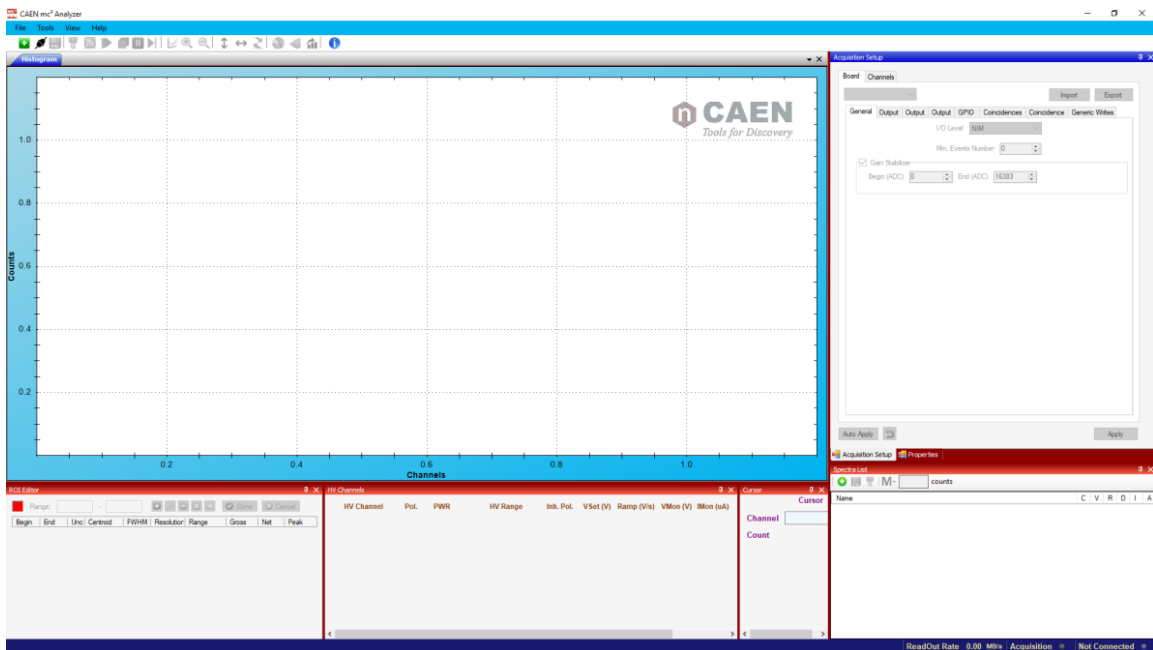 CAEN mc² Analyzer
File Tools View Help
Histogram
CAEN
Tools for Discovery
1.0
0.8
0.6
0.4
0.2
Counts
0.2 0.4 0.6 0.8 1.0
Channels
Acquisition Setup
Board Channels
Import Export
General Output Output Output GPIO Coincidences Coincidence Generic Writes
I/O Level NIM
Min. Events Number 0
Gain Stabilizer
Begin (ADC) 0 End (ADC) 16383
Auto Apply Apply
Acquisition Setup Properties
Spectra List
M- counts
Name C V R D I A
ROI Editor
Range: - Done Cancel
Begin End Unc Centroid FWHM Resolution Range Gross Net Peak
HV Channels
HV Channel Pol. PWR HV Range Inh. Pol. VSet (V) Ramp (V/s) VMon (V) IMon (uA)
Cursor
Cursor
Channel
Count
ReadOut Rate 0.00 MB/s Acquisition Not Connected